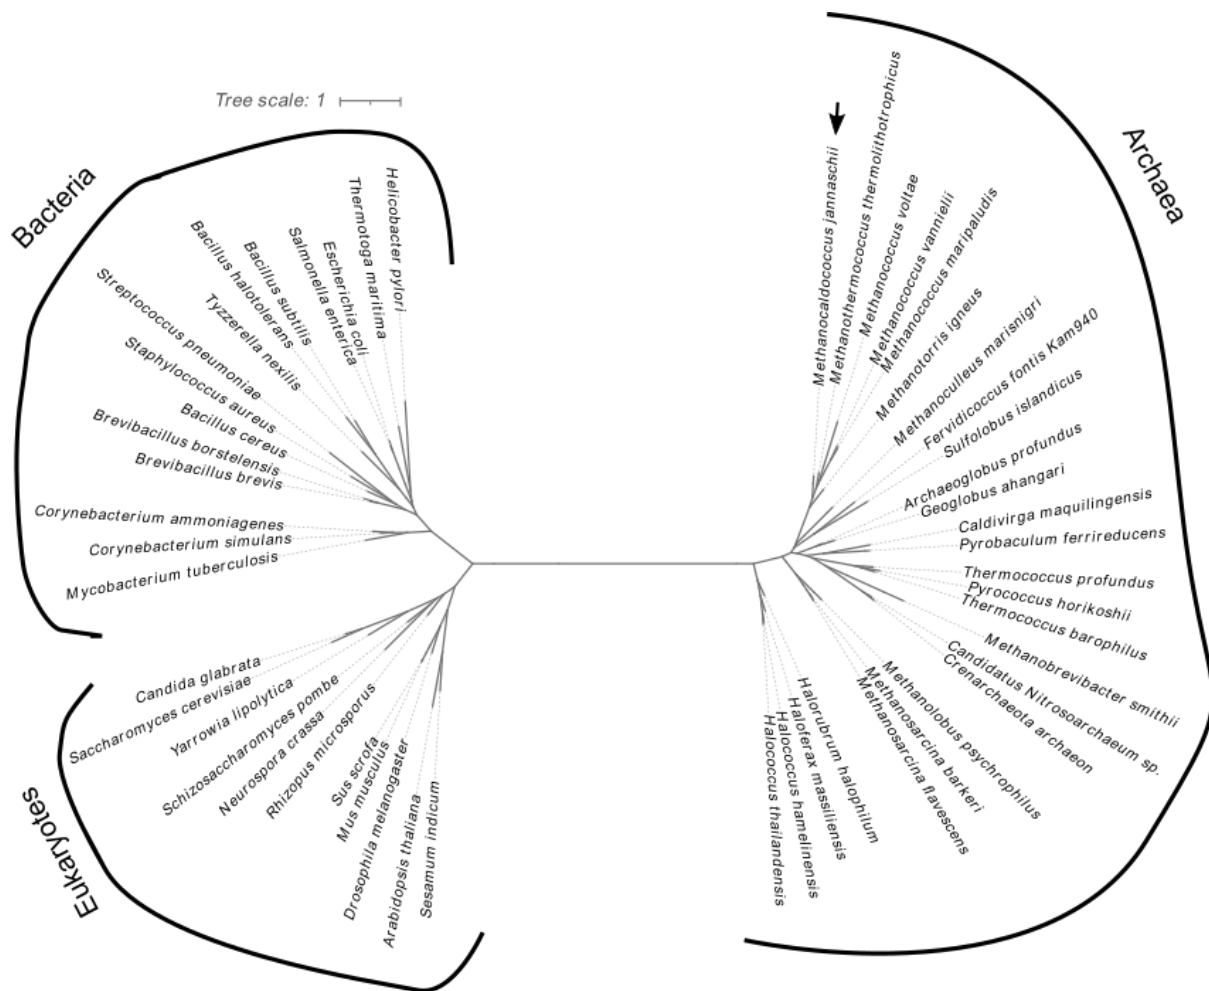 Tree scale: 1
Bacteria
Helicobacter pylori
Thermotoga maritima
Escherichia coli
Salmonella enterica
Bacillus subtilis
Bacillus halotolerans
Tyzzerella nexilis
Streptococcus pneumoniae
Staphylococcus aureus
Bacillus cereus
Brevibacillus borstelensis
Brevibacillus brevis
Corynebacterium ammoniagenes
Corynebacterium simulans
Mycobacterium tuberculosis
Eukaryotes
Candida glabrata
Saccharomyces cerevisiae
Yarrowia lipolytica
Schizosaccharomyces pombe
Neurospora crassa
Rhizopus microsporus
Sus scrofa
Mus musculus
Drosophila melanogaster
Arabidopsis thaliana
Sesamum indicum
Archaea
Methanocaldococcus jannaschii
Methanothermococcus thermolithotrophicus
Methanococcus voltae
Methanococcus vannielii
Methanococcus maripaludis
Methanotorris igneus
Methanoculleus marisnigri
Fervidicoccus fontis Kam940
Sulfolobus islandicus
Archaeoglobus profundus
Geoglobus ahangari
Caldivirga maquilingensis
Pyrobaculum ferrireducens
Thermococcus profundus
Pyrococcus horikoshii
Thermococcus barophilus
Methanobrevibacter smithii
Candidatus Nitrosoarchaeum sp.
Crenarchaeota archaeon
Methanolobus psychrophilus
Methanosarcina barkeri
Methanosarcina flavescens
Halorubrum halophilum
Haloferax massiliensis
Halococcus hamelinensis
Halococcus thailandensis